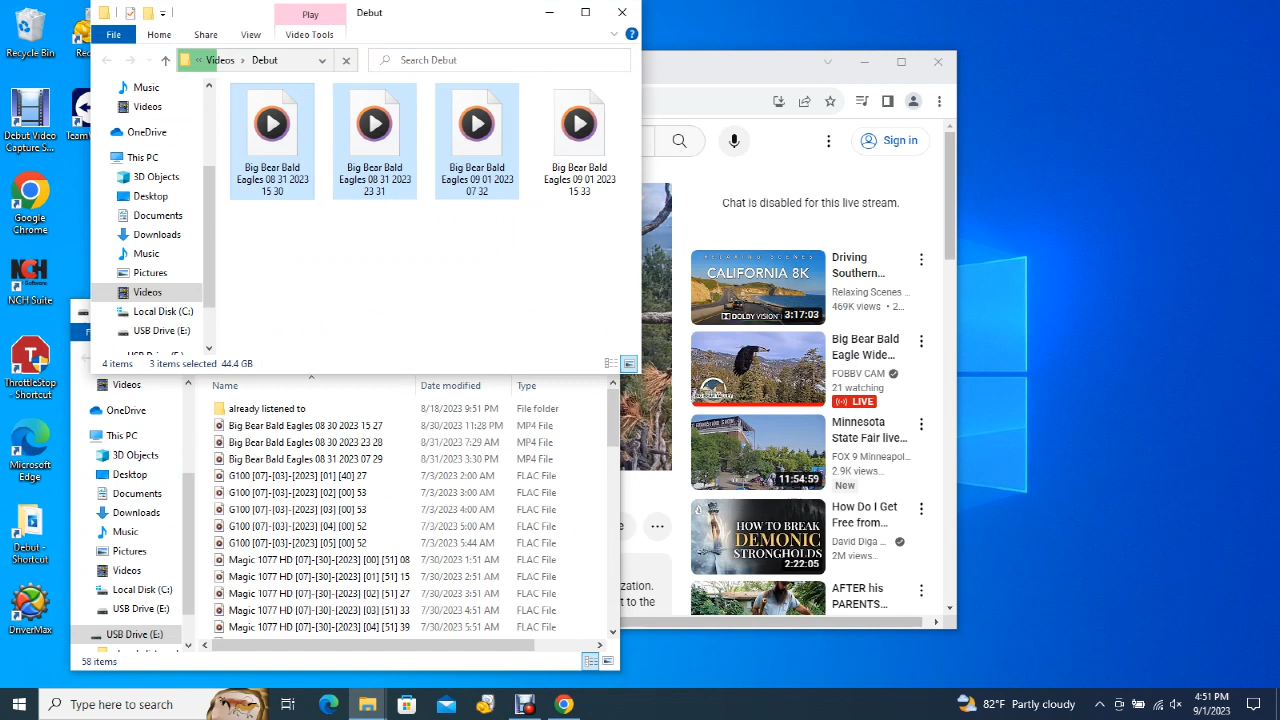 Recycle Bin
Debut Video
Capture S...
Google
Chrome
NCH Suite
ThrottleStop
- Shortcut
Microsoft
Edge
Debut -
Shortcut
DriverMax
Play
Debut
File
Home
Share
View
Video Tools
Videos
Debut
Search Debut
Music
Videos
OneDrive
This PC
3D Objects
Desktop
Documents
Downloads
Music
Pictures
Videos
Local Disk (C:)
USB Drive (E:)
Big Bear Bald
Eagles 08 31 2023
15 30
Big Bear Bald
Eagles 08 31 2023
23 31
Big Bear Bald
Eagles 09 01 2023
07 32
Big Bear Bald
Eagles 09 01 2023
15 33
4 items
3 items selected 44.4 GB
Videos
OneDrive
This PC
3D Objects
Desktop
Documents
Downloads
Music
Pictures
Videos
Local Disk (C:)
USB Drive (E:)
USB Drive (E:)
Name Date modified Type
already listened to 8/18/2023 9:51 PM File folder
Big Bear Bald Eagles 08 30 2023 15 27 8/30/2023 11:28 PM MP4 File
Big Bear Bald Eagles 08 30 2023 23 28 8/31/2023 7:29 AM MP4 File
Big Bear Bald Eagles 08 31 2023 07 29 8/31/2023 3:30 PM MP4 File
G100 [07]-[03]-[2023] [01] [40] 27 7/3/2023 2:00 AM FLAC File
G100 [07]-[03]-[2023] [02] [00] 53 7/3/2023 3:00 AM FLAC File
G100 [07]-[03]-[2023] [03] [00] 53 7/3/2023 4:00 AM FLAC File
G100 [07]-[03]-[2023] [04] [00] 52 7/3/2023 5:00 AM FLAC File
G100 [07]-[03]-[2023] [05] [00] 52 7/3/2023 5:44 AM FLAC File
Magic 1077 HD [07]-[30]-[2023] [00] [51] 08 7/30/2023 1:51 AM FLAC File
Magic 1077 HD [07]-[30]-[2023] [01] [51] 15 7/30/2023 2:51 AM FLAC File
Magic 1077 HD [07]-[30]-[2023] [02] [51] 27 7/30/2023 3:51 AM FLAC File
Magic 1077 HD [07]-[30]-[2023] [03] [51] 33 7/30/2023 4:51 AM FLAC File
Magic 1077 HD [07]-[30]-[2023] [04] [51] 39 7/30/2023 5:51 AM FLAC File
58 items
Sign in
Chat is disabled for this live stream.
RELAXING SCENES
CALIFORNIA 8K
DOLBY VISION
3:17:03
Driving
Southern...
Relaxing Scenes ...
469K views • 2...
Big Bear Bald
Eagle Wide...
FOBBV CAM
21 watching
LIVE
11:54:59
Minnesota
State Fair live...
FOX 9 Minneapol...
2.9K views...
New
HOW TO BREAK
DEMONIC
STRONGHOLDS
2:22:05
How Do I Get
Free from...
David Diga ...
2M views...
AFTER his
PARENTS...
ization.
t to the
Type here to search
82°F Partly cloudy
4:51 PM
9/1/2023